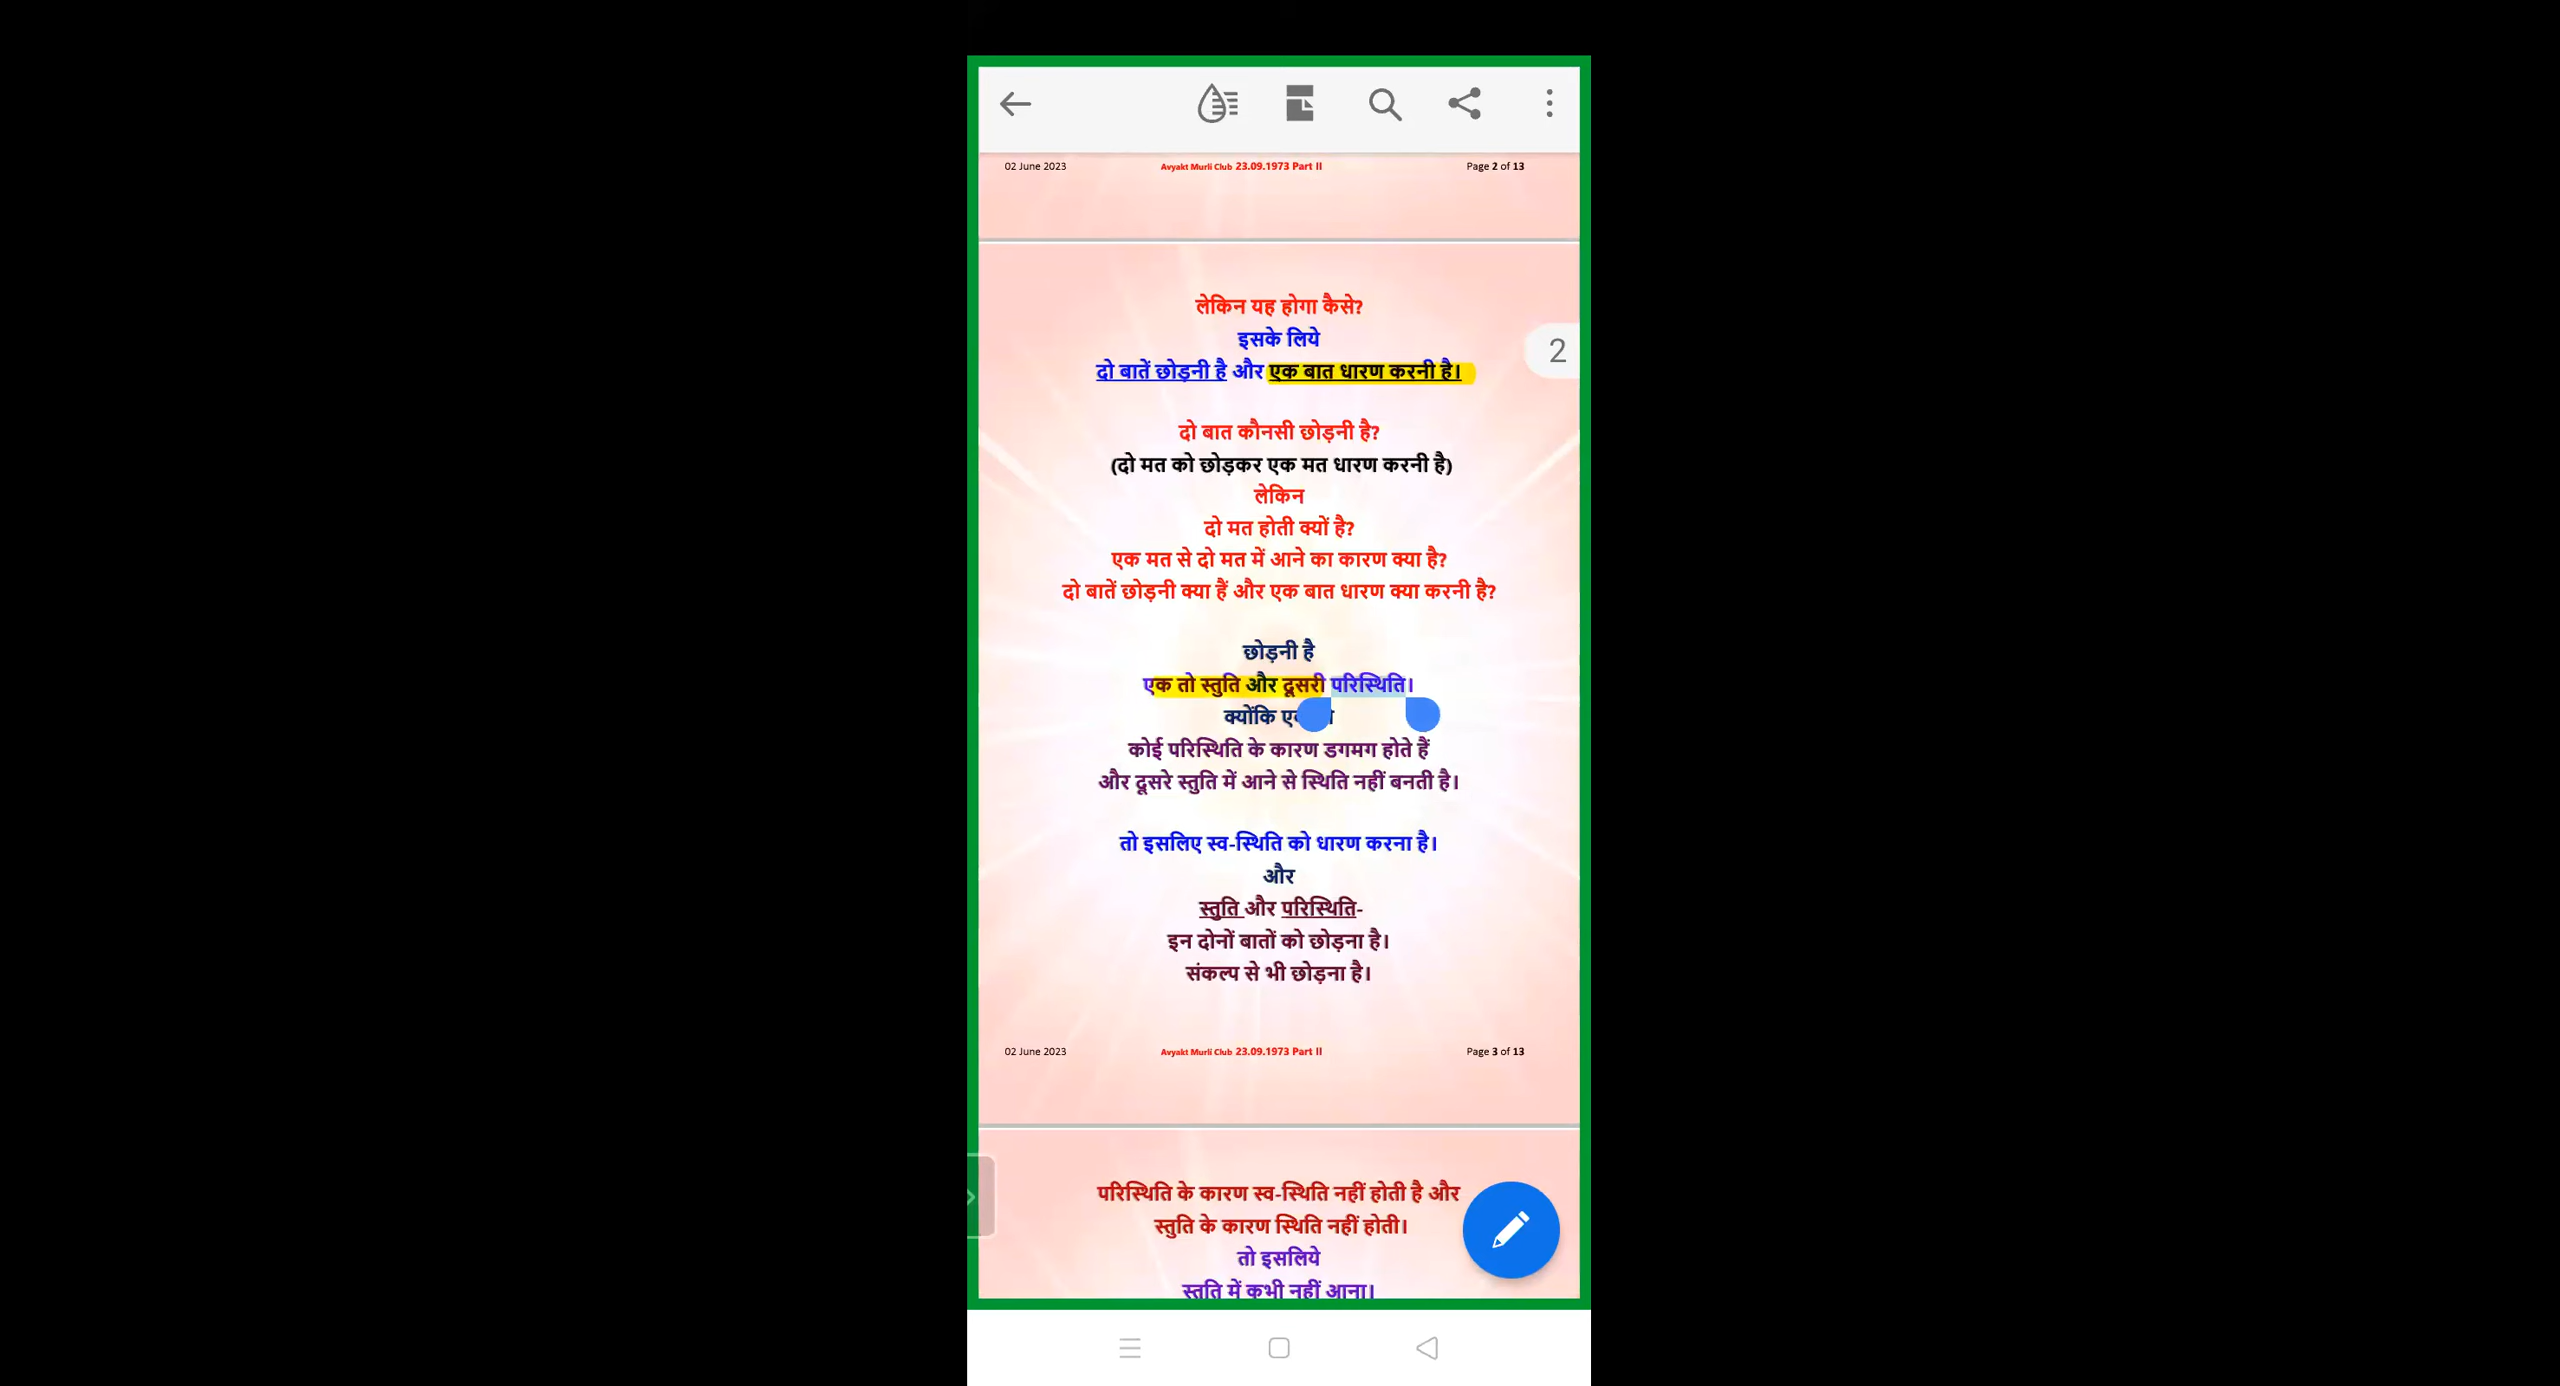 02 June 2023 Avyakt Murli Club 23.09.1973 Part II Page 2 of 13
लेकिन यह होगा कैसे?
इसके लिये
2
दो बातें छोड़नी है और एक बात धारण करनी है।
दो बात कौनसी छोड़नी है?
(दो मत को छोड़कर एक मत धारण करनी है)
लेकिन
दो मत होती क्यों है?
एक मत से दो मत में आने का कारण क्या है?
दो बातें छोड़नी क्या हैं और एक बात धारण क्या करनी है?
छोड़नी है
एक तो स्तुति और दूसरी परिस्थिति।
क्योंकि
कोई परिस्थिति के कारण डगमग होते हैं
और दूसरे स्तुति में आने से स्थिति नहीं बनती है।
तो इसलिए स्व-स्थिति को धारण करना है।
और
स्तुति और परिस्थिति-
इन दोनों बातों को छोड़ना है।
संकल्प से भी छोड़ना है।
02 June 2023 Avyakt Murli Club 23.09.1973 Part II Page 3 of 13
परिस्थिति के कारण स्व-स्थिति नहीं होती है और
स्तुति के कारण स्थिति नहीं होती।
तो इसलिये
स्तुति में कभी नहीं आना।